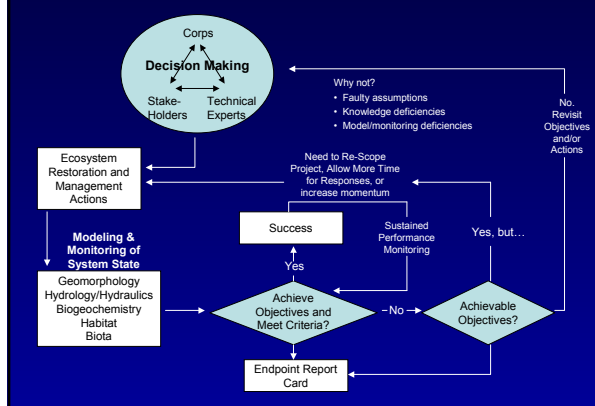 Corps
Decision Making
Stake-
Holders
Technical
Experts
Why not?
• Faulty assumptions
• Knowledge deficiencies
• Model/monitoring deficiencies
No.
Revisit
Objectives
and/or
Actions
Ecosystem
Restoration and
Management
Actions
Need to Re-Scope
Project, Allow More Time
for Responses, or
increase momentum
Success
Sustained
Performance
Monitoring
Yes, but…
Modeling &
Monitoring of
System State
Geomorphology
Hydrology/Hydraulics
Biogeochemistry
Habitat
Biota
Yes
Achieve
Objectives and
Meet Criteria?
No
Achievable
Objectives?
Endpoint Report
Card